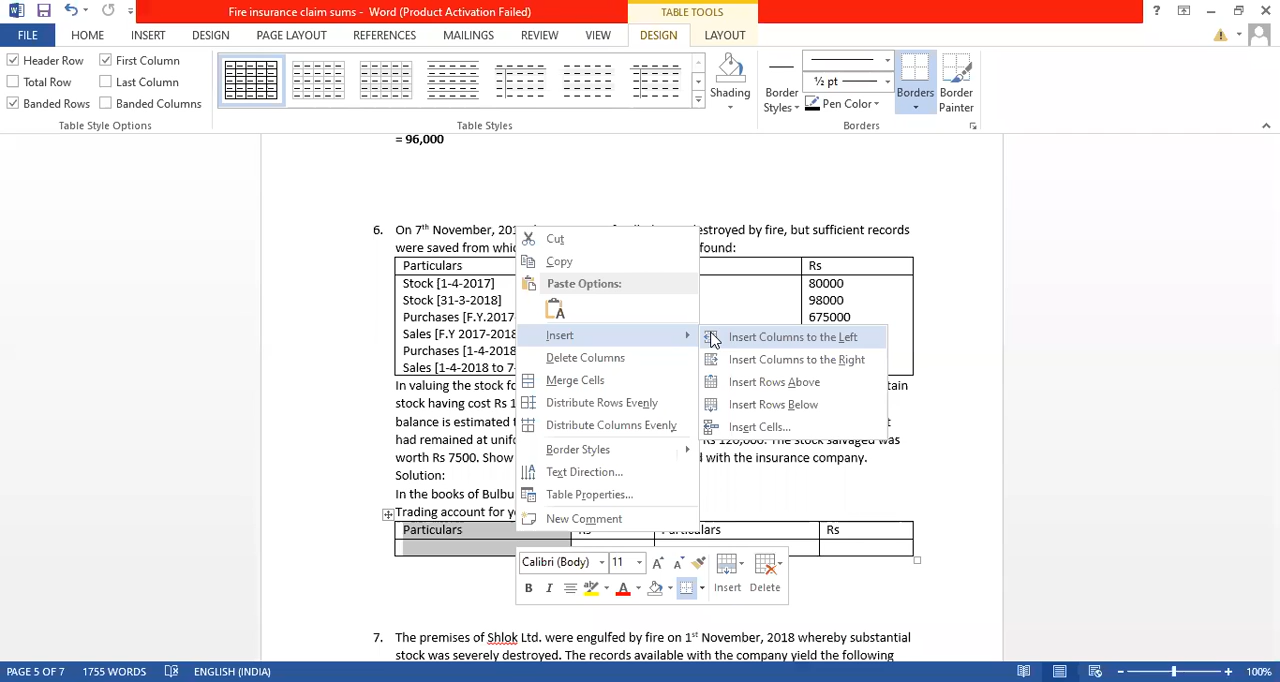 Fire insurance claim sums - Word (Product Activation Failed)
TABLE TOOLS
FILE
HOME
INSERT
DESIGN
PAGE LAYOUT
REFERENCES
MAILINGS
REVIEW
VIEW
DESIGN
LAYOUT
Header Row
First Column
Total Row
Last Column
Banded Rows
Banded Columns
Table Style Options
Table Styles
Shading
Border Styles
½ pt
Pen Color
Borders
Border Painter
Borders
= 96,000
6. On 7th November, 201 destroyed by fire, but sufficient records
were saved from found:
Particulars Rs
Stock [1-4-2017] 80000
Stock [31-3-2018] 98000
Purchases [F.Y.2017- 675000
Sales [F.Y 2017-2018
Purchases [1-4-2018
Sales [1-4-2018 to 7-
In valuing the stock
stock having cost Rs 1
balance is estimated
had remained at Rs 120,000. The stock salvaged was
worth Rs 7500. Show with the insurance company.
Solution:
In the books of
Trading account for
Particulars Rs Particulars Rs
Cut
Copy
Paste Options:
Insert
Delete Columns
Merge Cells
Distribute Rows Evenly
Distribute Columns Evenly
Border Styles
Text Direction...
Table Properties...
New Comment
Insert Columns to the Left
Insert Columns to the Right
Insert Rows Above
Insert Rows Below
Insert Cells...
Calibri (Body) 11
B I Insert Delete
7. The premises of Shlok Ltd. were engulfed by fire on 1st November, 2018 whereby substantial
stock was severely destroyed. The records available with the company yield the following
PAGE 5 OF 7 1755 WORDS ENGLISH (INDIA) 100%